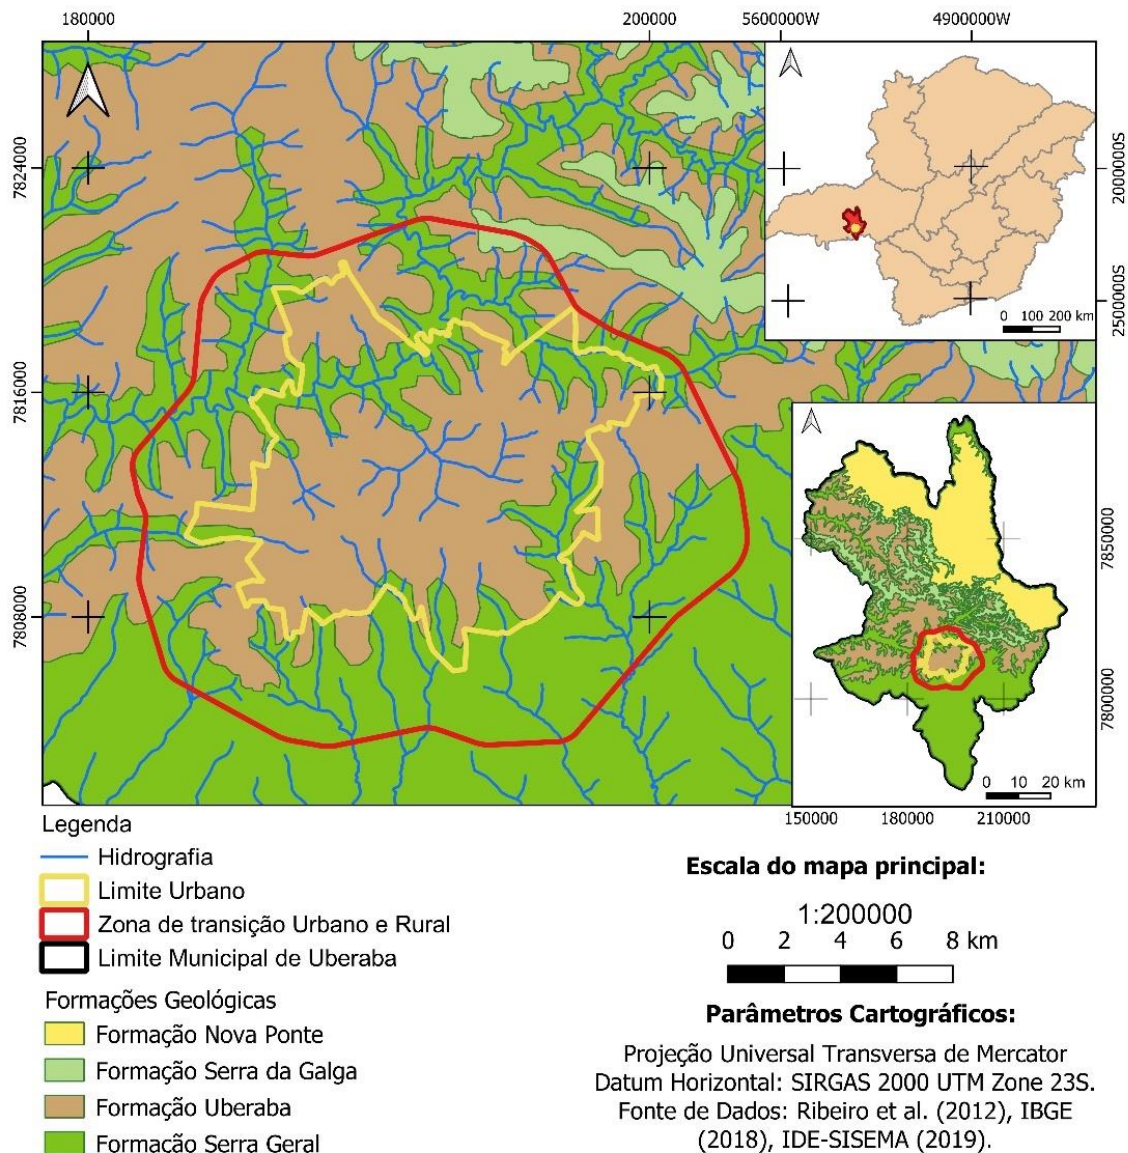 180000
200000
5600000W
4900000W
7824000
7816000
7808000
2600000S
2500000S
0 100 200 km
7850000
7800000
0 10 20 km
150000
180000
210000
Legenda
Hidrografia
Limite Urbano
Zona de transição Urbano e Rural
Limite Municipal de Uberaba
Formações Geológicas
Formação Nova Ponte
Formação Serra da Galga
Formação Uberaba
Formação Serra Geral
Escala do mapa principal:
1:200000
0 2 4 6 8 km
Parâmetros Cartográficos:
Projeção Universal Transversa de Mercator
Datum Horizontal: SIRGAS 2000 UTM Zone 23S.
Fonte de Dados: Ribeiro et al. (2012), IBGE
(2018), IDE-SISEMA (2019).